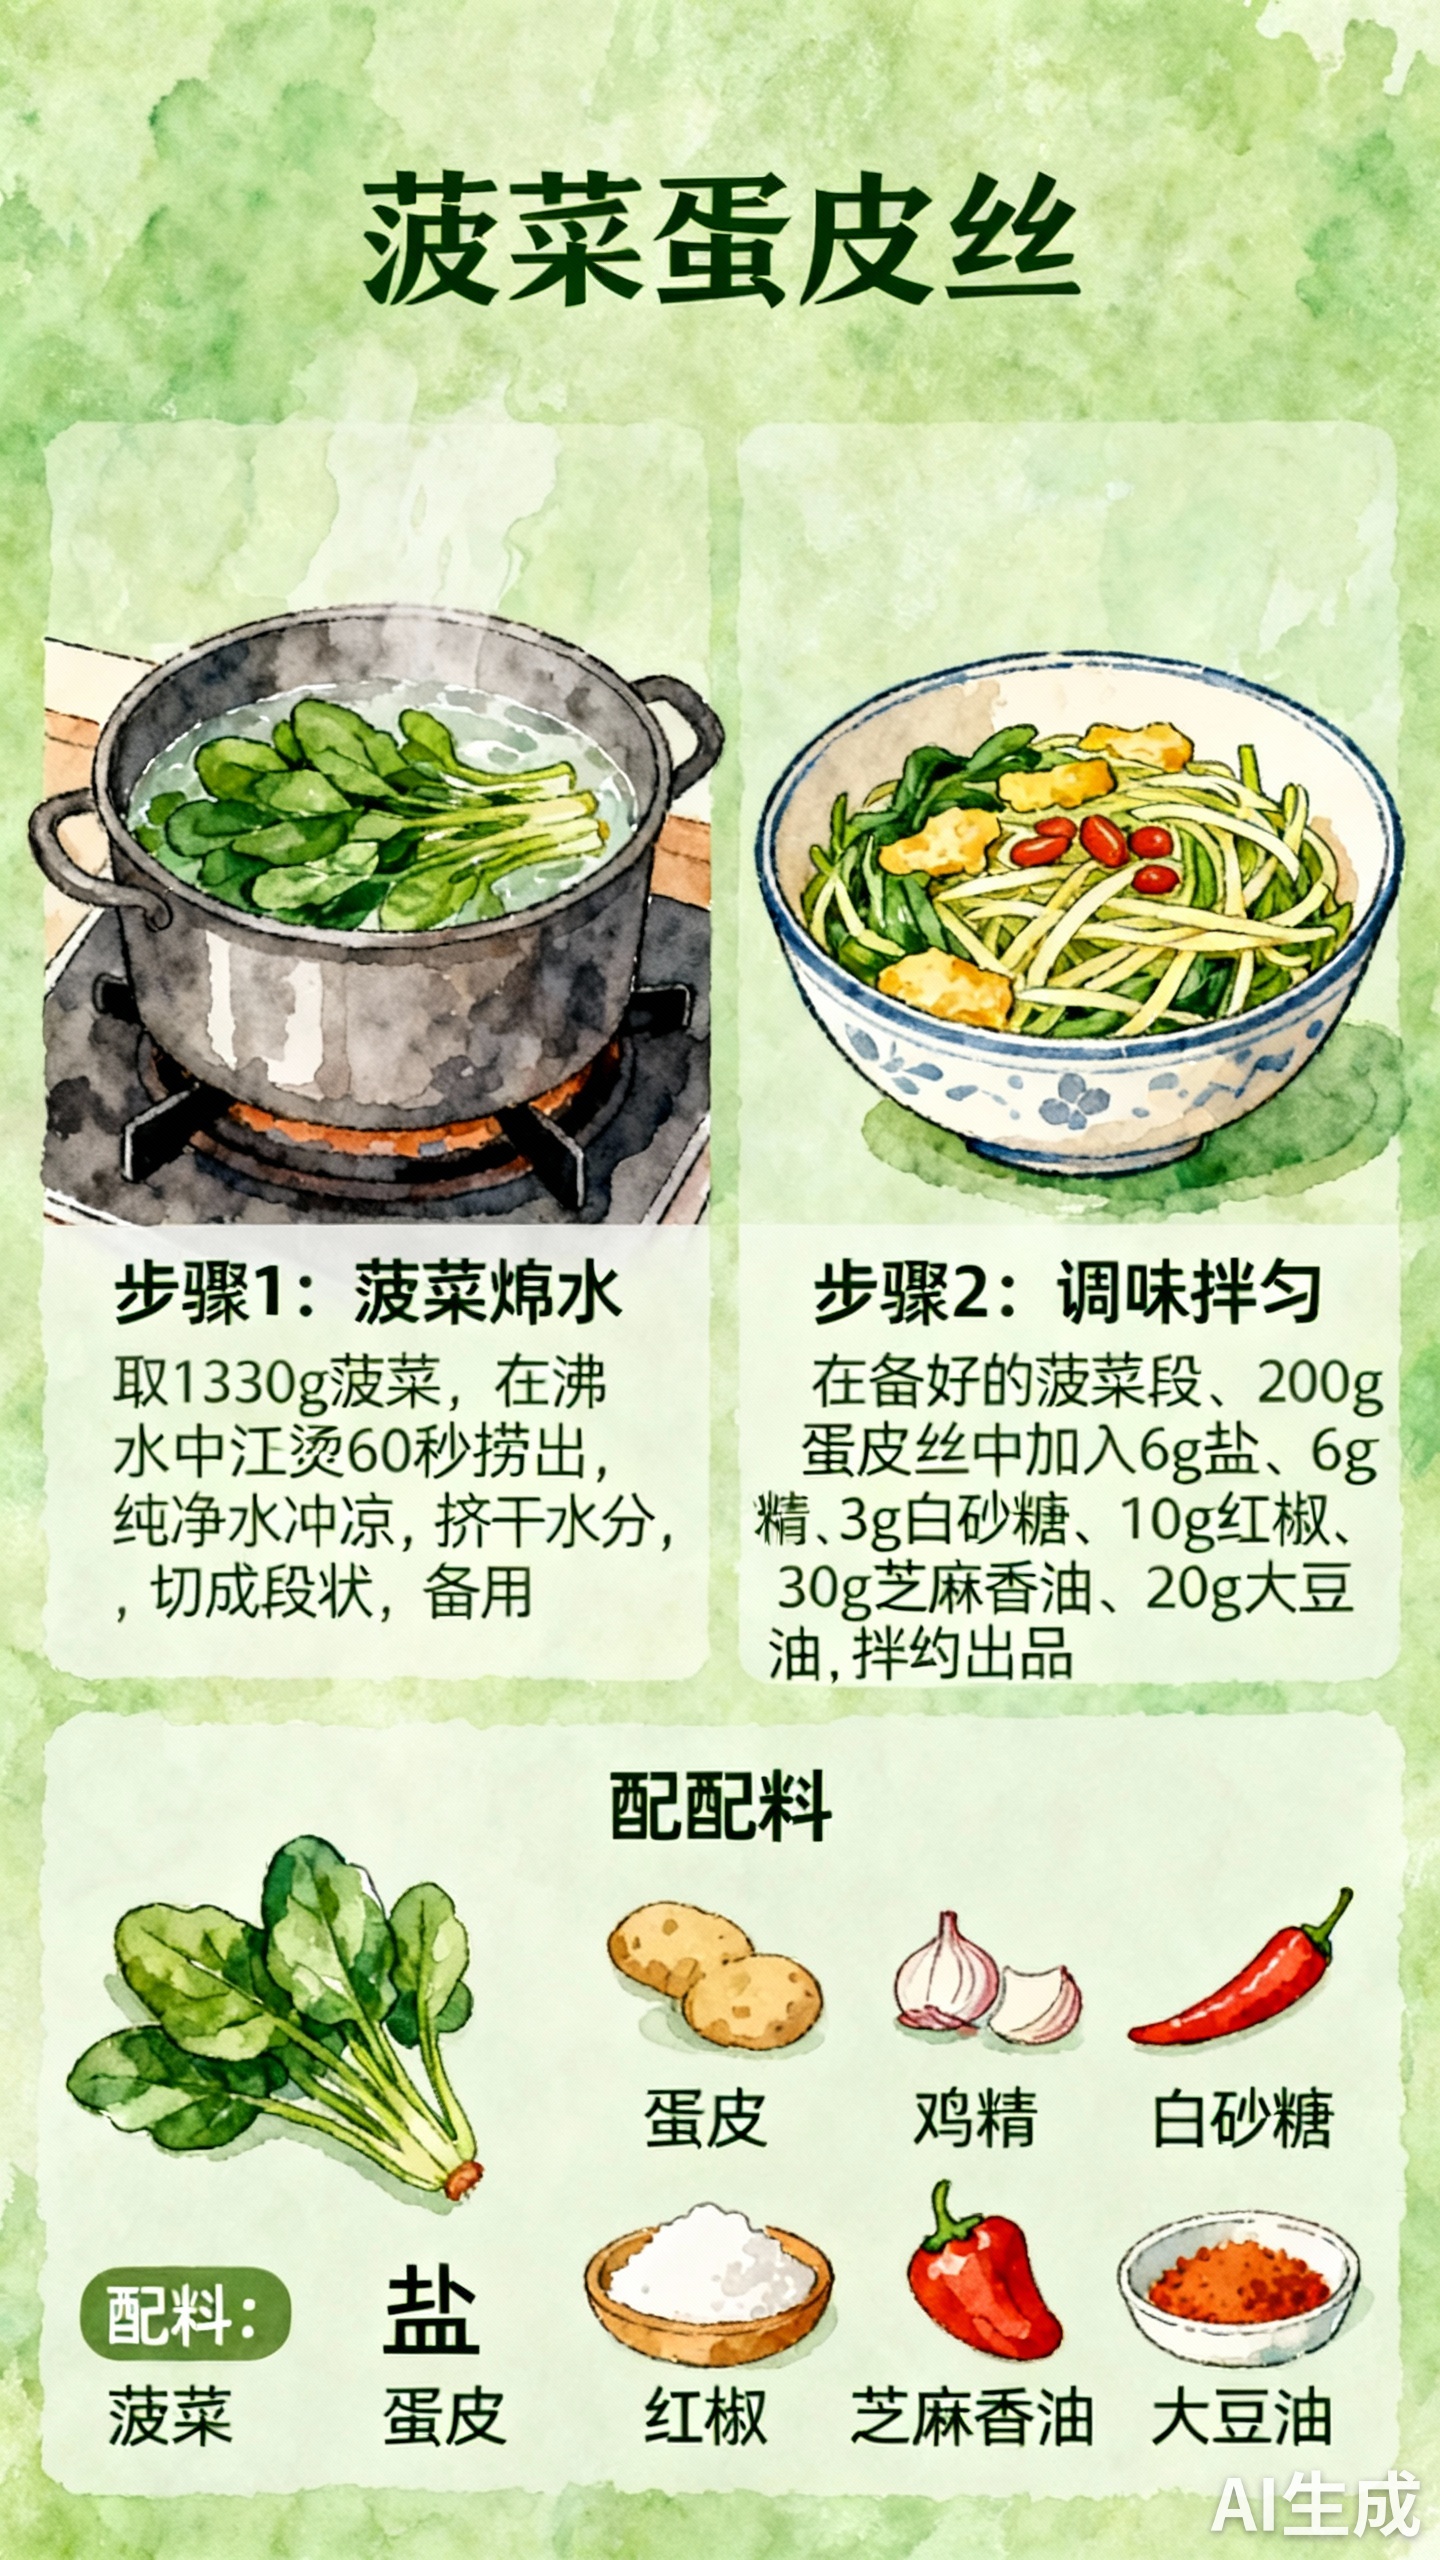 菠菜蛋皮丝
步骤1：菠菜焯水
取1330g菠菜，在沸
水中江烫60秒捞出，
纯净水冲凉，挤干水分，
，切成段状，备用
步骤2：调味拌匀
在备好的菠菜段、200g
蛋皮丝中加入6g盐、6g
精、3g白砂糖、10g红椒、
30g芝麻香油、20g大豆
油，拌约出品
配配料
蛋皮 鸡精 白砂糖
配料： 盐
菠菜 蛋皮 红椒 芝麻香油 大豆油
AI生成